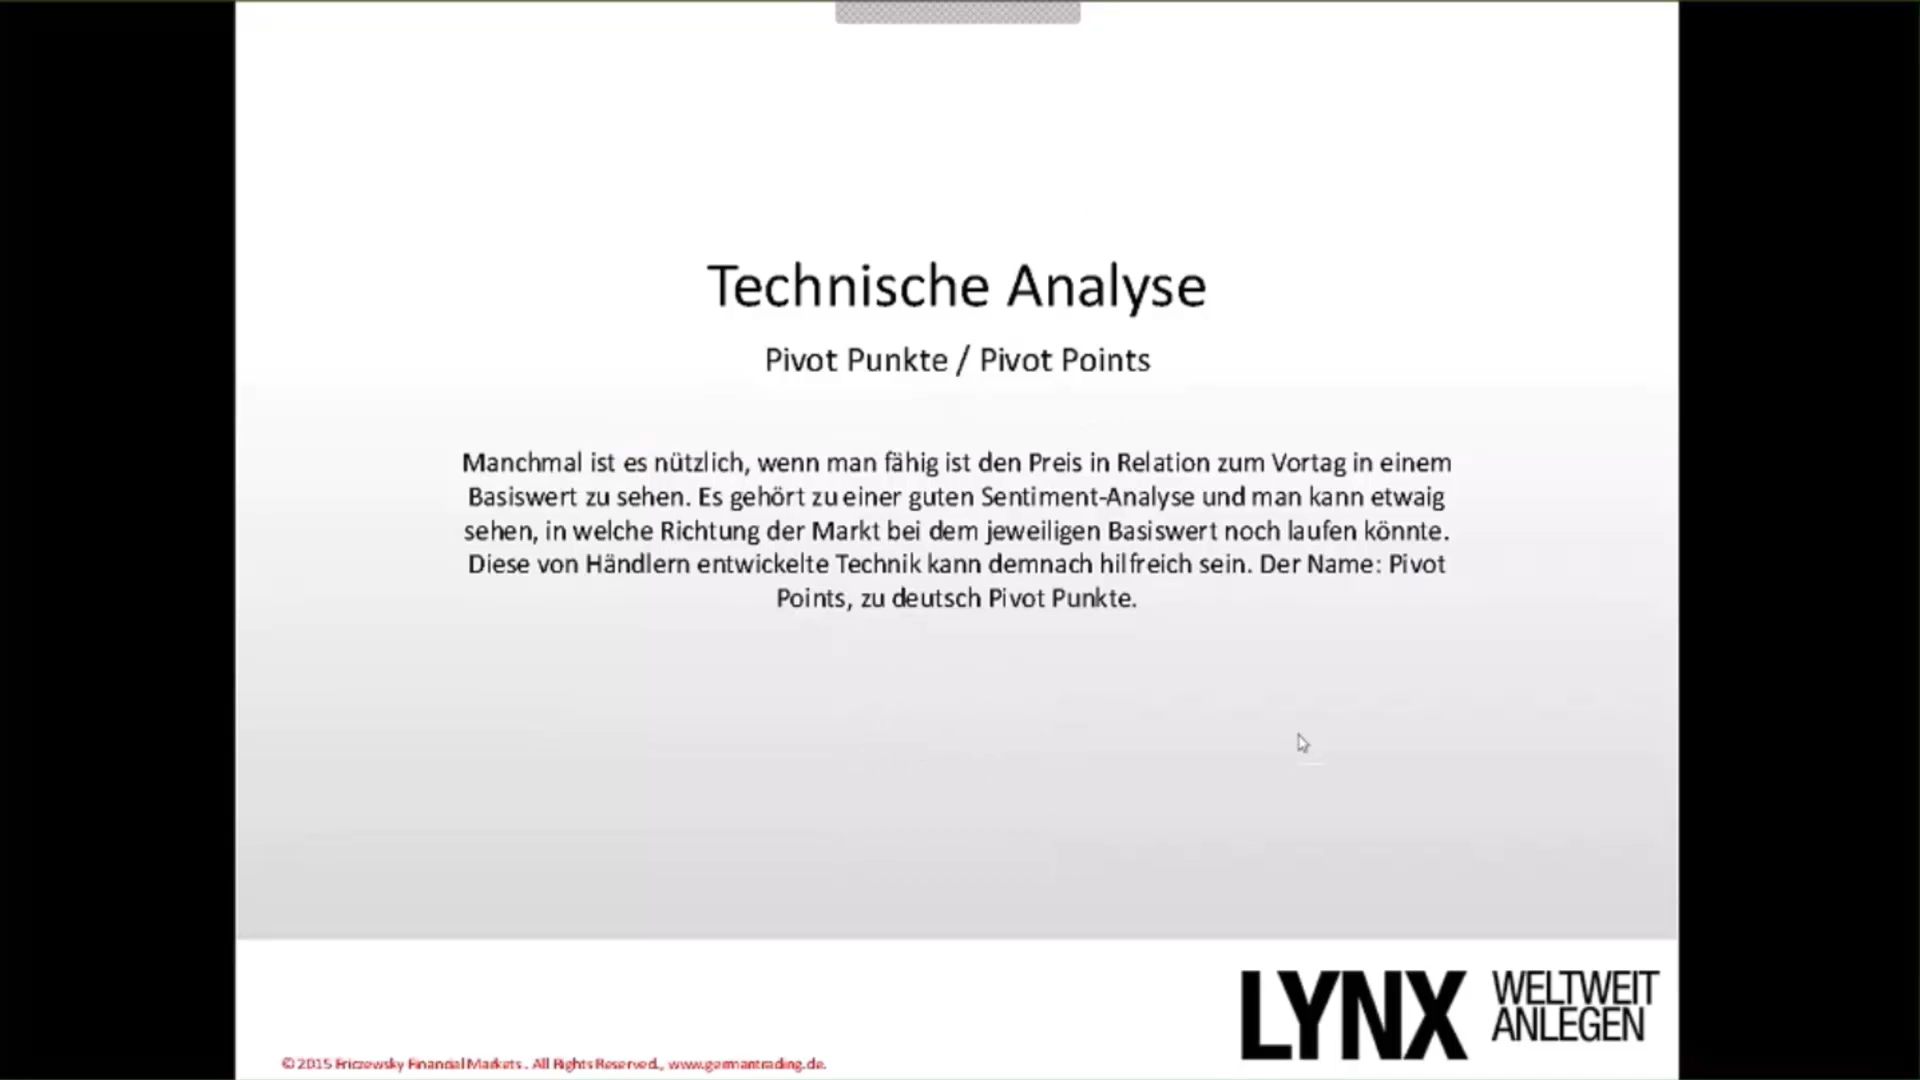 Technische Analyse
Pivot Punkte / Pivot Points
Manchmal ist es nützlich, wenn man fähig ist den Preis in Relation zum Vortag in einem
Basiswert zu sehen. Es gehört zu einer guten Sentiment-Analyse und man kann etwaig
sehen, in welche Richtung der Markt bei dem jeweiligen Basiswert noch laufen könnte.
Diese von Händlern entwickelte Technik kann demnach hilfreich sein. Der Name: Pivot
Points, zu deutsch Pivot Punkte.
LYNX WELTWEIT
ANLEGEN
©2015 Friczewsky Financial Markets . All Rights Reserved., www.germantrading.de.